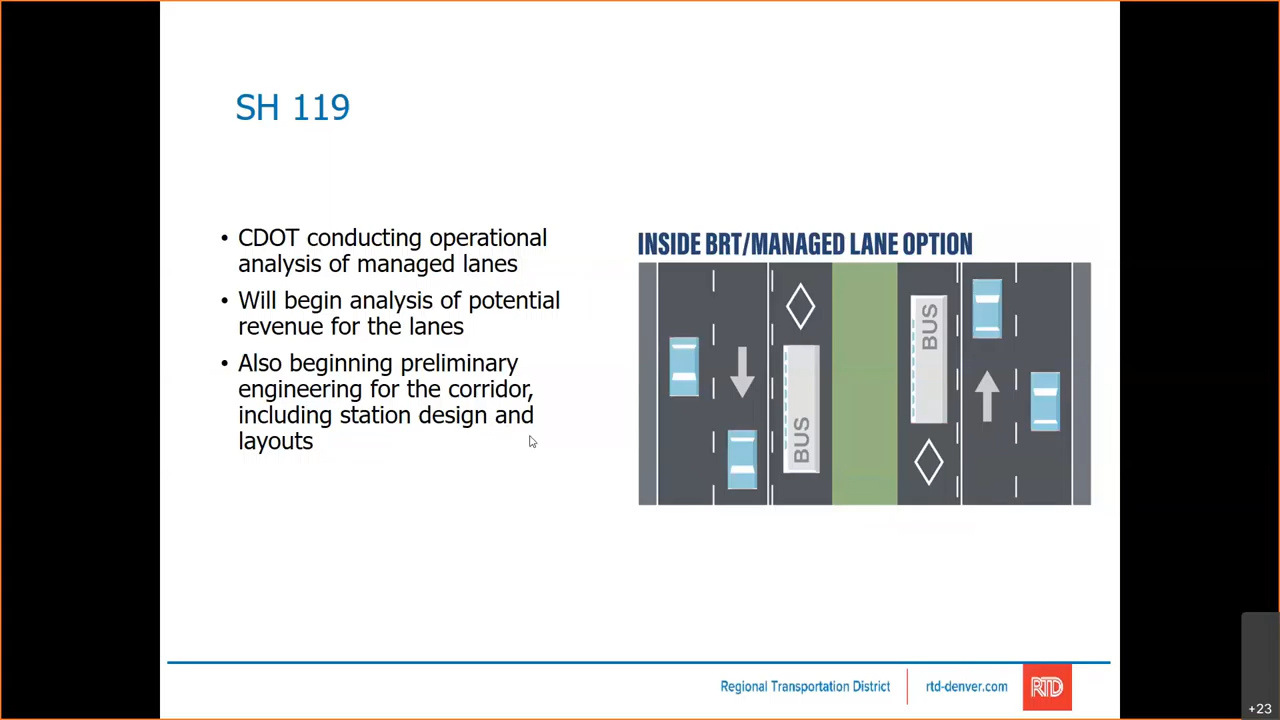 SH 119
• CDOT conducting operational
analysis of managed lanes
• Will begin analysis of potential
revenue for the lanes
• Also beginning preliminary
engineering for the corridor,
including station design and
layouts
INSIDE BRT/MANAGED LANE OPTION
BUS
BUS
Regional Transportation District
rtd-denver.com
RTD
+23